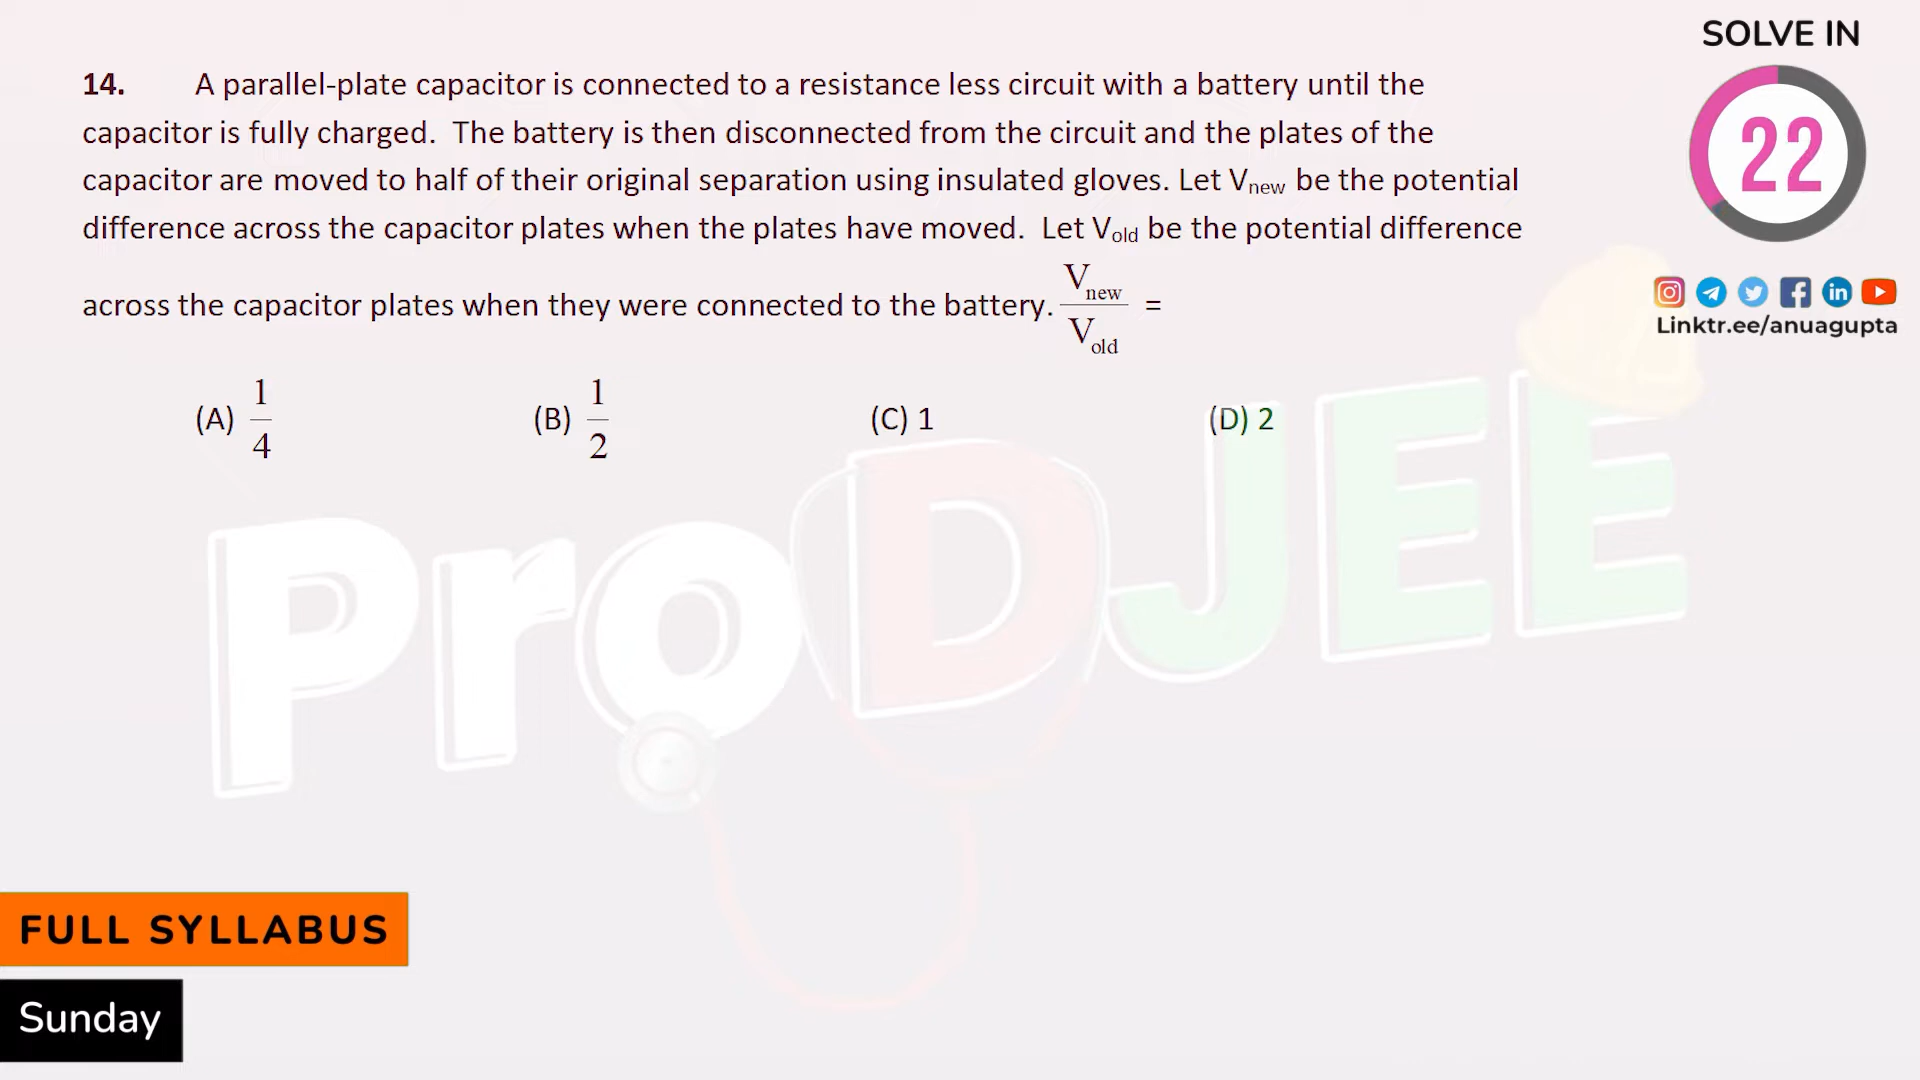 SOLVE IN
22
14. A parallel-plate capacitor is connected to a resistance less circuit with a battery until the
capacitor is fully charged. The battery is then disconnected from the circuit and the plates of the
capacitor are moved to half of their original separation using insulated gloves. Let Vnew be the potential
difference across the capacitor plates when the plates have moved. Let Vold be the potential difference
across the capacitor plates when they were connected to the battery. Vnew/Vold =
Linktr.ee/anuagupta
(A) 1/4 (B) 1/2 (C) 1 (D) 2
ProDJEE
FULL SYLLABUS
Sunday